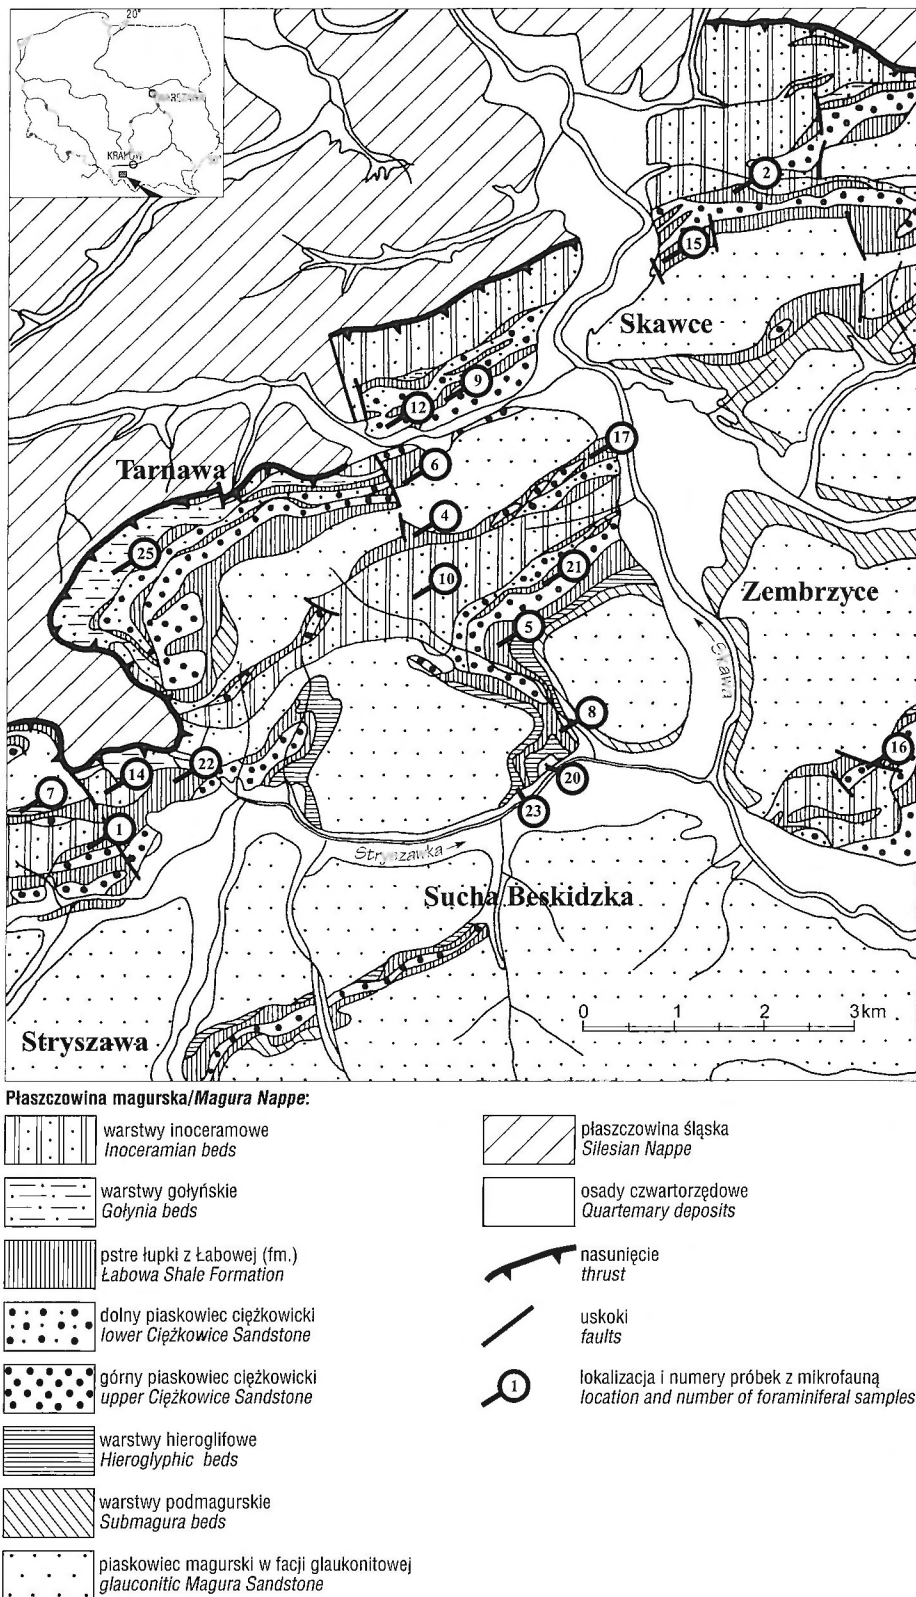 20°
WARSZAWA
KRAKÓW
2
15
Skawce
9
12
17
6
Tarnawa
4
25
10
21
Zembrzyce
5
Skawa
8
16
22
14
20
7
23
1
Stryszawka
Sucha Beskidzka
0 1 2 3 km
Stryszawa
Płaszczowina magurska/Magura Nappe:
warstwy inoceramowe
Inoceramian beds
warstwy gołyńskie
Gołynia beds
pstre łupki z Łabowej (fm.)
Łabowa Shale Formation
dolny piaskowiec ciężkowicki
lower Ciężkowice Sandstone
górny piaskowiec ciężkowicki
upper Ciężkowice Sandstone
warstwy hieroglifowe
Hieroglyphic beds
warstwy podmagurskie
Submagura beds
piaskowiec magurski w facji glaukonitowej
glauconitic Magura Sandstone
płaszczowina śląska
Silesian Nappe
osady czwartorzędowe
Quarternary deposits
nasunięcie
thrust
uskoki
faults
1
lokalizacja i numery próbek z mikrofauną
location and number of foraminiferal samples